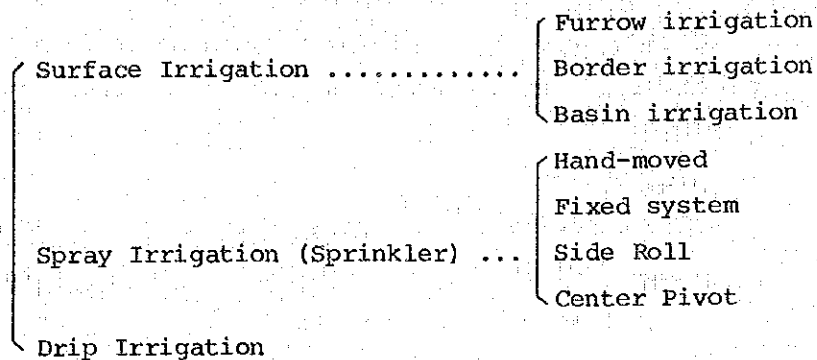 Furrow irrigation
Surface Irrigation ............. Border irrigation
Basin irrigation
Hand-moved
Fixed system
Spray Irrigation (Sprinkler) ... Side Roll
Center Pivot
Drip Irrigation